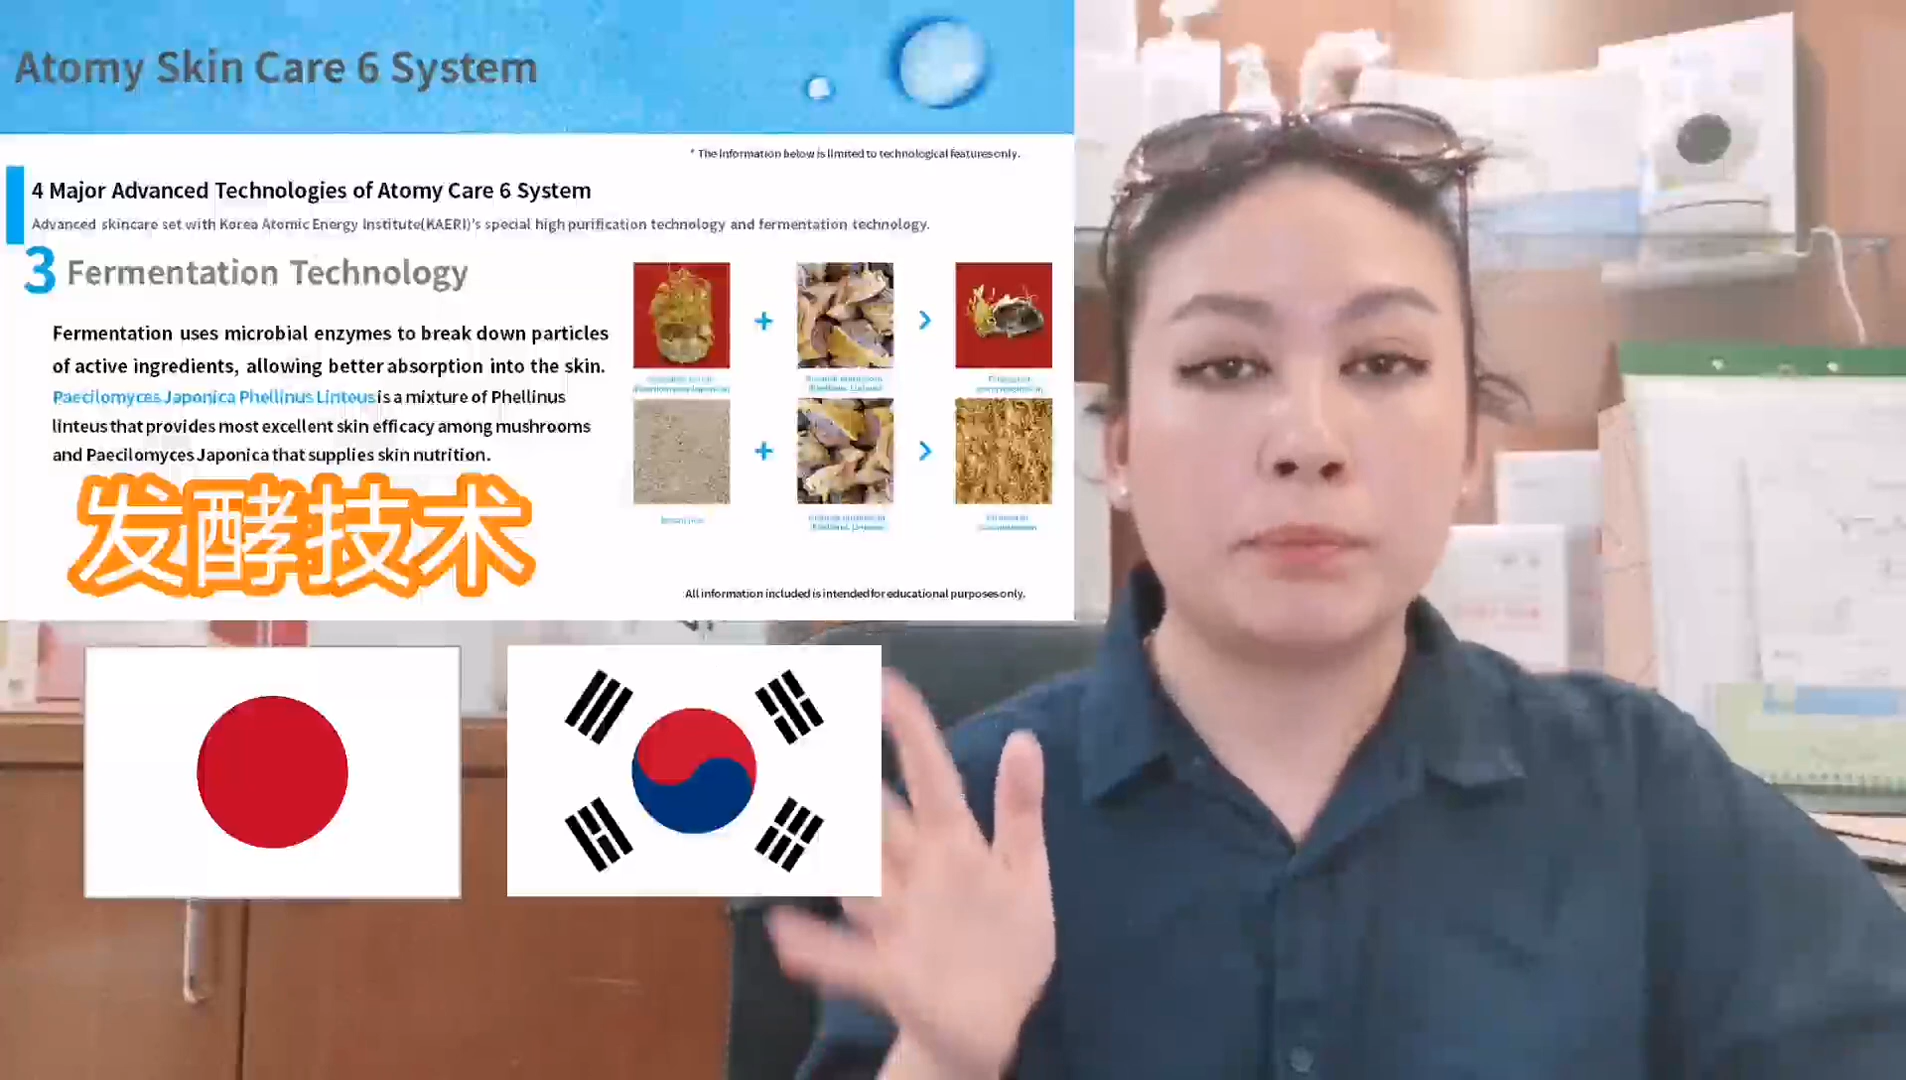 Atomy Skin Care 6 System
* The information below is limited to technological features only.
4 Major Advanced Technologies of Atomy Care 6 System
Advanced skincare set with Korea Atomic Energy Institute(KAERI)'s special high purification technology and fermentation technology.
3 Fermentation Technology
Fermentation uses microbial enzymes to break down particles
of active ingredients, allowing better absorption into the skin.
Paecilomyces Japonica Phellinus Linteus is a mixture of Phellinus
linteus that provides most excellent skin efficacy among mushrooms
and Paecilomyces Japonica that supplies skin nutrition.
发酵技术
All information included is intended for educational purposes only.